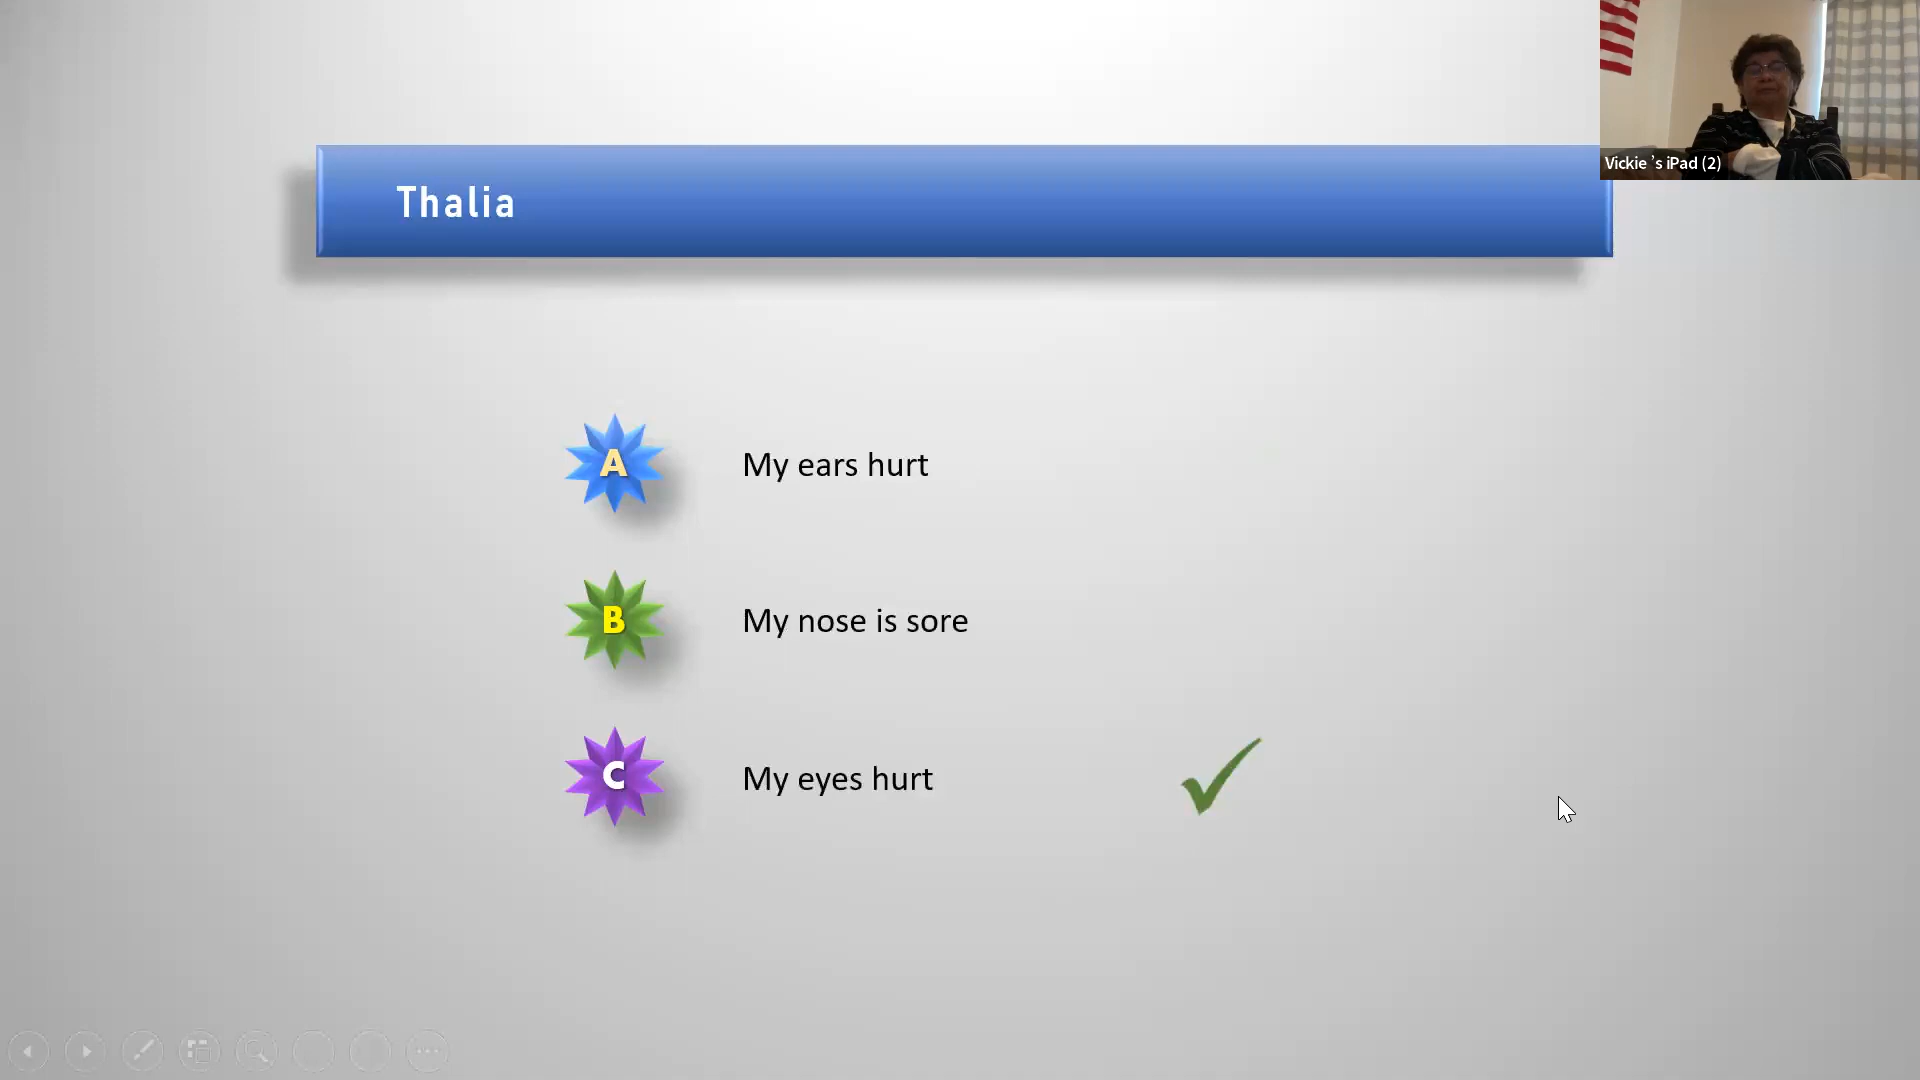 Vickie 's iPad (2)
Thalia
A My ears hurt
B My nose is sore
C My eyes hurt